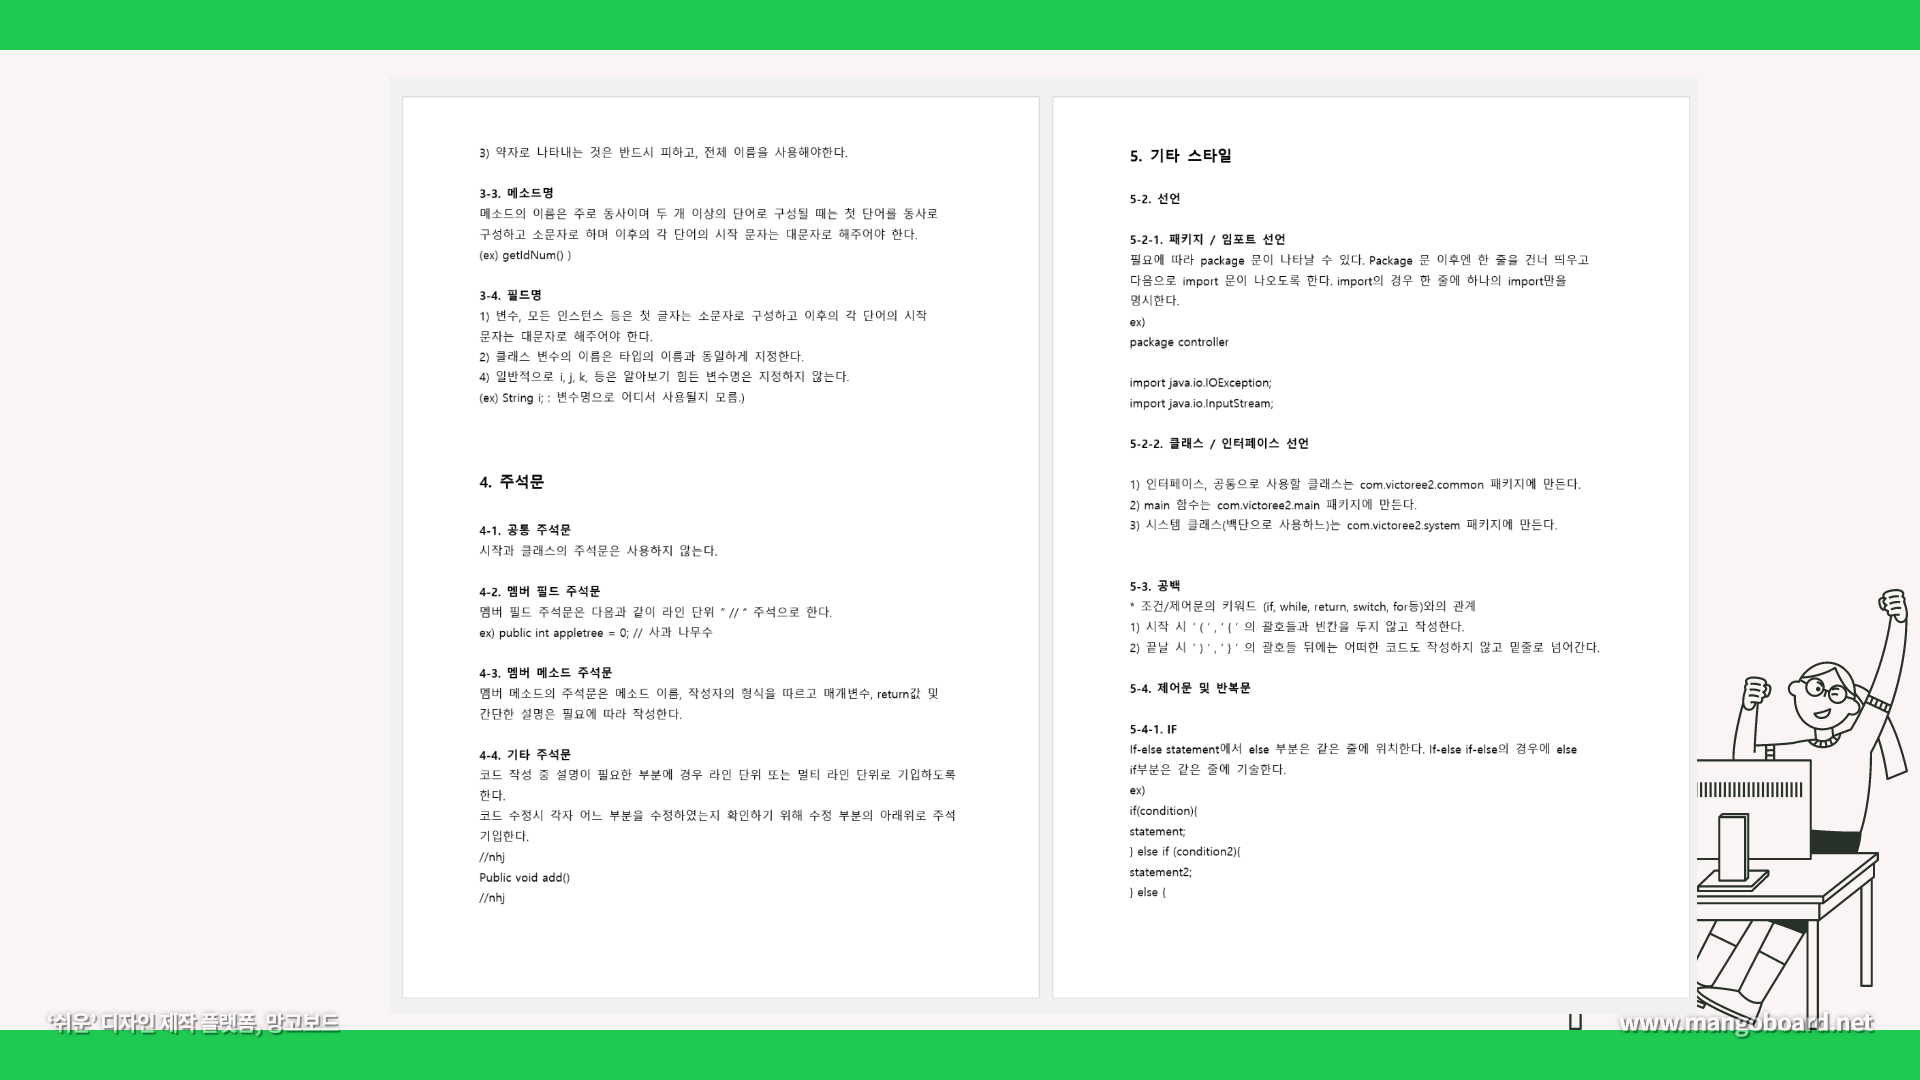 3) 약자로 나타내는 것은 반드시 피하고, 전체 이름을 사용해야한다.
3-3. 메소드명
메소드의 이름은 주로 동사이며 두 개 이상의 단어로 구성될 때는 첫 단어를 동사로
구성하고 소문자로 하며 이후의 각 단어의 시작 문자는 대문자로 해주어야 한다.
(ex) getIdNum() )
3-4. 필드명
1) 변수, 모든 인스턴스 등은 첫 글자는 소문자로 구성하고 이후의 각 단어의 시작
문자는 대문자로 해주어야 한다.
2) 클래스 변수의 이름은 타입의 이름과 동일하게 지정한다.
4) 일반적으로 i, j, k, 등은 알아보기 힘든 변수명은 지정하지 않는다.
(ex) String i; : 변수명으로 어디서 사용될지 모름.)
4. 주석문
4-1. 공통 주석문
시작과 클래스의 주석문은 사용하지 않는다.
4-2. 멤버 필드 주석문
멤버 필드 주석문은 다음과 같이 라인 단위 “ // ” 주석으로 한다.
ex) public int appletree = 0; // 사과 나무수
4-3. 멤버 메소드 주석문
멤버 메소드의 주석문은 메소드 이름, 작성자의 형식을 따르고 매개변수, return값 및
간단한 설명은 필요에 따라 작성한다.
4-4. 기타 주석문
코드 작성 중 설명이 필요한 부분에 경우 라인 단위 또는 멀티 라인 단위로 기입하도록
한다.
코드 수정시 각자 어느 부분을 수정하였는지 확인하기 위해 수정 부분의 아래위로 주석
기입한다.
//nhj
Public void add()
//nhj
5. 기타 스타일
5-2. 선언
5-2-1. 패키지 / 임포트 선언
필요에 따라 package 문이 나타날 수 있다. Package 문 이후엔 한 줄을 건너 띄우고
다음으로 import 문이 나오도록 한다. import의 경우 한 줄에 하나의 import만을
명시한다.
ex)
package controller
import java.io.IOException;
import java.io.InputStream;
5-2-2. 클래스 / 인터페이스 선언
1) 인터페이스, 공통으로 사용할 클래스는 com.victoree2.common 패키지에 만든다.
2) main 함수는 com.victoree2.main 패키지에 만든다.
3) 시스템 클래스(백단으로 사용하느)는 com.victoree2.system 패키지에 만든다.
5-3. 공백
* 조건/제어문의 키워드 (if, while, return, switch, for등)와의 관계
1) 시작 시 ‘ ( ’ , ‘ { ’ 의 괄호들과 빈칸을 두지 않고 작성한다.
2) 끝날 시 ‘ ) ’ , ‘ } ’ 의 괄호들 뒤에는 어떠한 코드도 작성하지 않고 밑줄로 넘어간다.
5-4. 제어문 및 반복문
5-4-1. IF
If-else statement에서 else 부분은 같은 줄에 위치한다. If-else if-else의 경우에 else
if부분은 같은 줄에 기술한다.
ex)
if(condition){
statement;
} else if (condition2){
statement2;
} else {
‘쉬운’ 디자인 제작 플랫폼, 망고보드
www.mangoboard.net